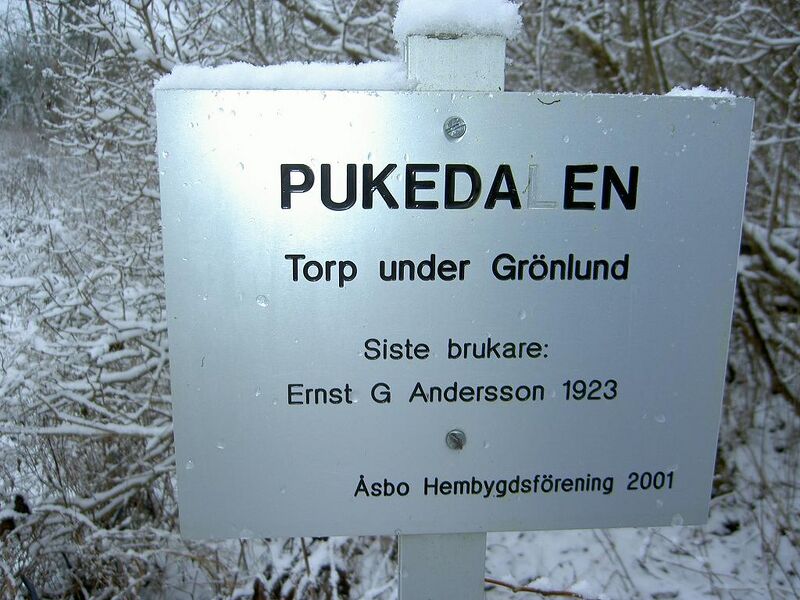 PUKEDALEN
Torp under Grönlund
Siste brukare:
Ernst G Andersson 1923
Åsbo Hembygdsförening 2001